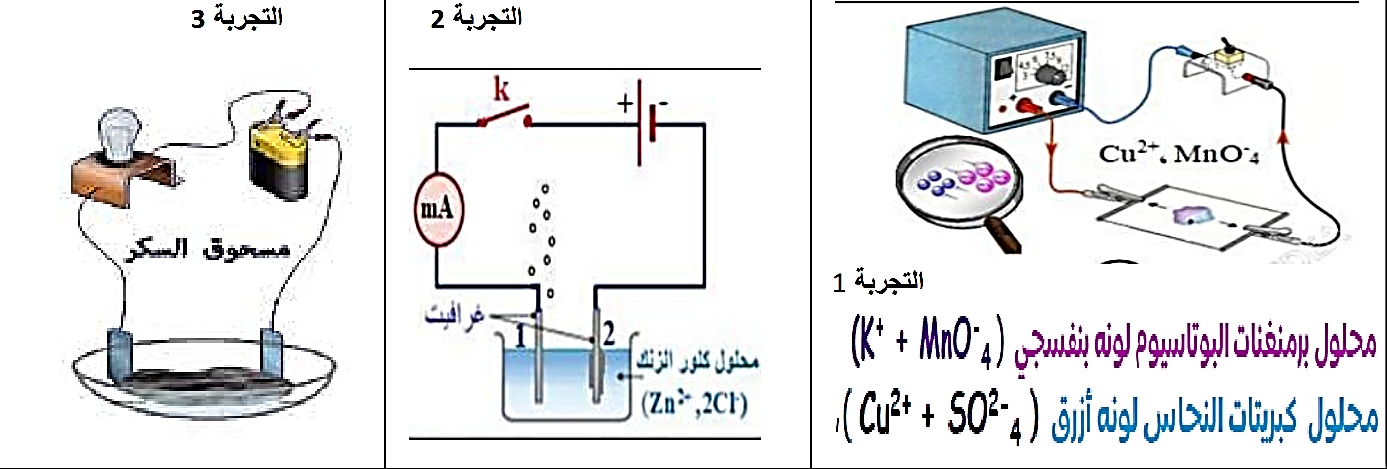 التجربة 1
Cu²⁺، MnO⁻₄
محلول برمنغنات البوتاسيوم لونه بنفسجي (K⁺ + MnO⁻₄)
محلول كبريتات النحاس لونه أزرق (Cu²⁺ + SO²⁻₄)،
التجربة 2
k
+ -
mA
غرافيت
1 2
محلول كلور الزنك
(Zn²⁺,2Cl⁻)
التجربة 3
مسحوق السكر